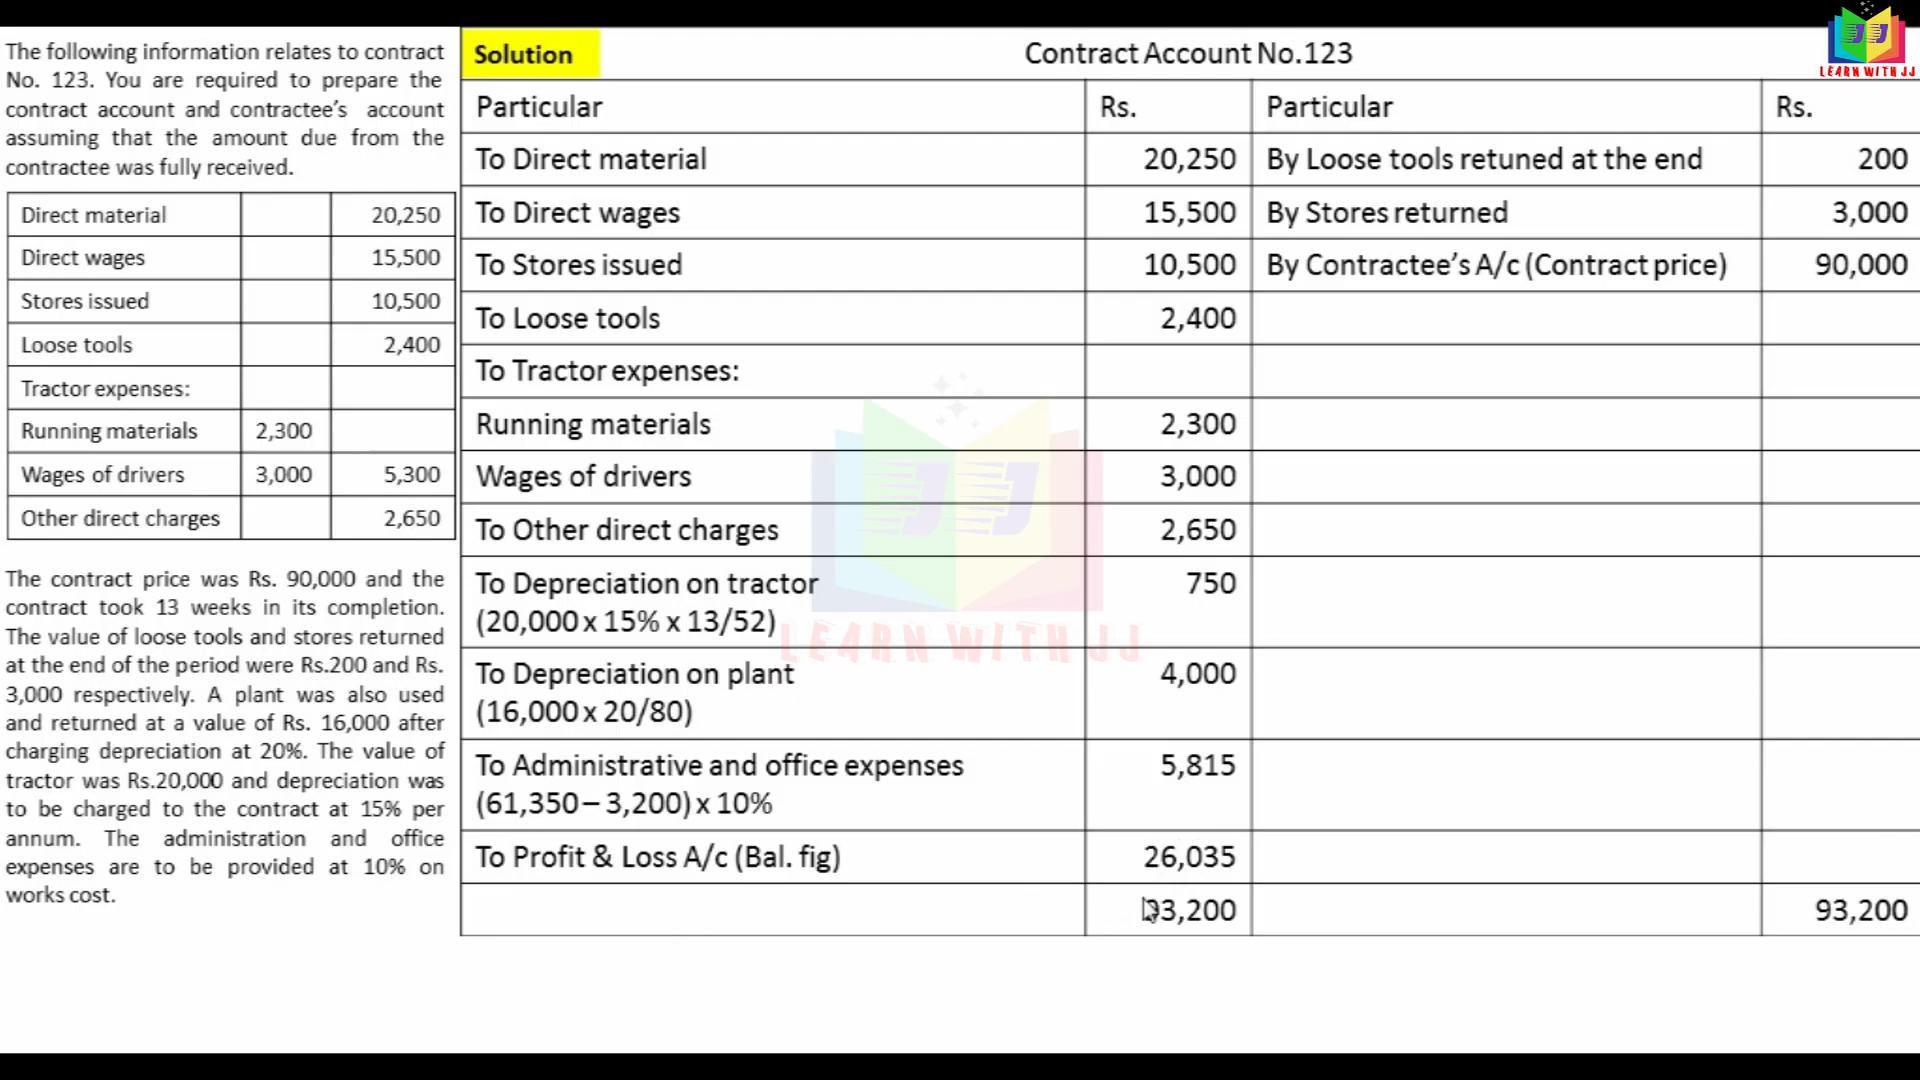 The following information relates to contract
No. 123. You are required to prepare the
contract account and contractee's account
assuming that the amount due from the
contractee was fully received.
Direct material 20,250
Direct wages 15,500
Stores issued 10,500
Loose tools 2,400
Tractor expenses:
Running materials 2,300
Wages of drivers 3,000 5,300
Other direct charges 2,650
The contract price was Rs. 90,000 and the
contract took 13 weeks in its completion.
The value of loose tools and stores returned
at the end of the period were Rs.200 and Rs.
3,000 respectively. A plant was also used
and returned at a value of Rs. 16,000 after
charging depreciation at 20%. The value of
tractor was Rs.20,000 and depreciation was
to be charged to the contract at 15% per
annum. The administration and office
expenses are to be provided at 10% on
works cost.
Solution Contract Account No.123
Particular Rs. Particular Rs.
To Direct material 20,250 By Loose tools retuned at the end 200
To Direct wages 15,500 By Stores returned 3,000
To Stores issued 10,500 By Contractee's A/c (Contract price) 90,000
To Loose tools 2,400
To Tractor expenses:
Running materials 2,300
Wages of drivers 3,000
To Other direct charges 2,650
To Depreciation on tractor 750
(20,000 x 15% x 13/52)
To Depreciation on plant 4,000
(16,000 x 20/80)
To Administrative and office expenses 5,815
(61,350 – 3,200) x 10%
To Profit & Loss A/c (Bal. fig) 26,035
93,200 93,200
JJ
LEARN WITH JJ
JJ
LEARN WITH JJ